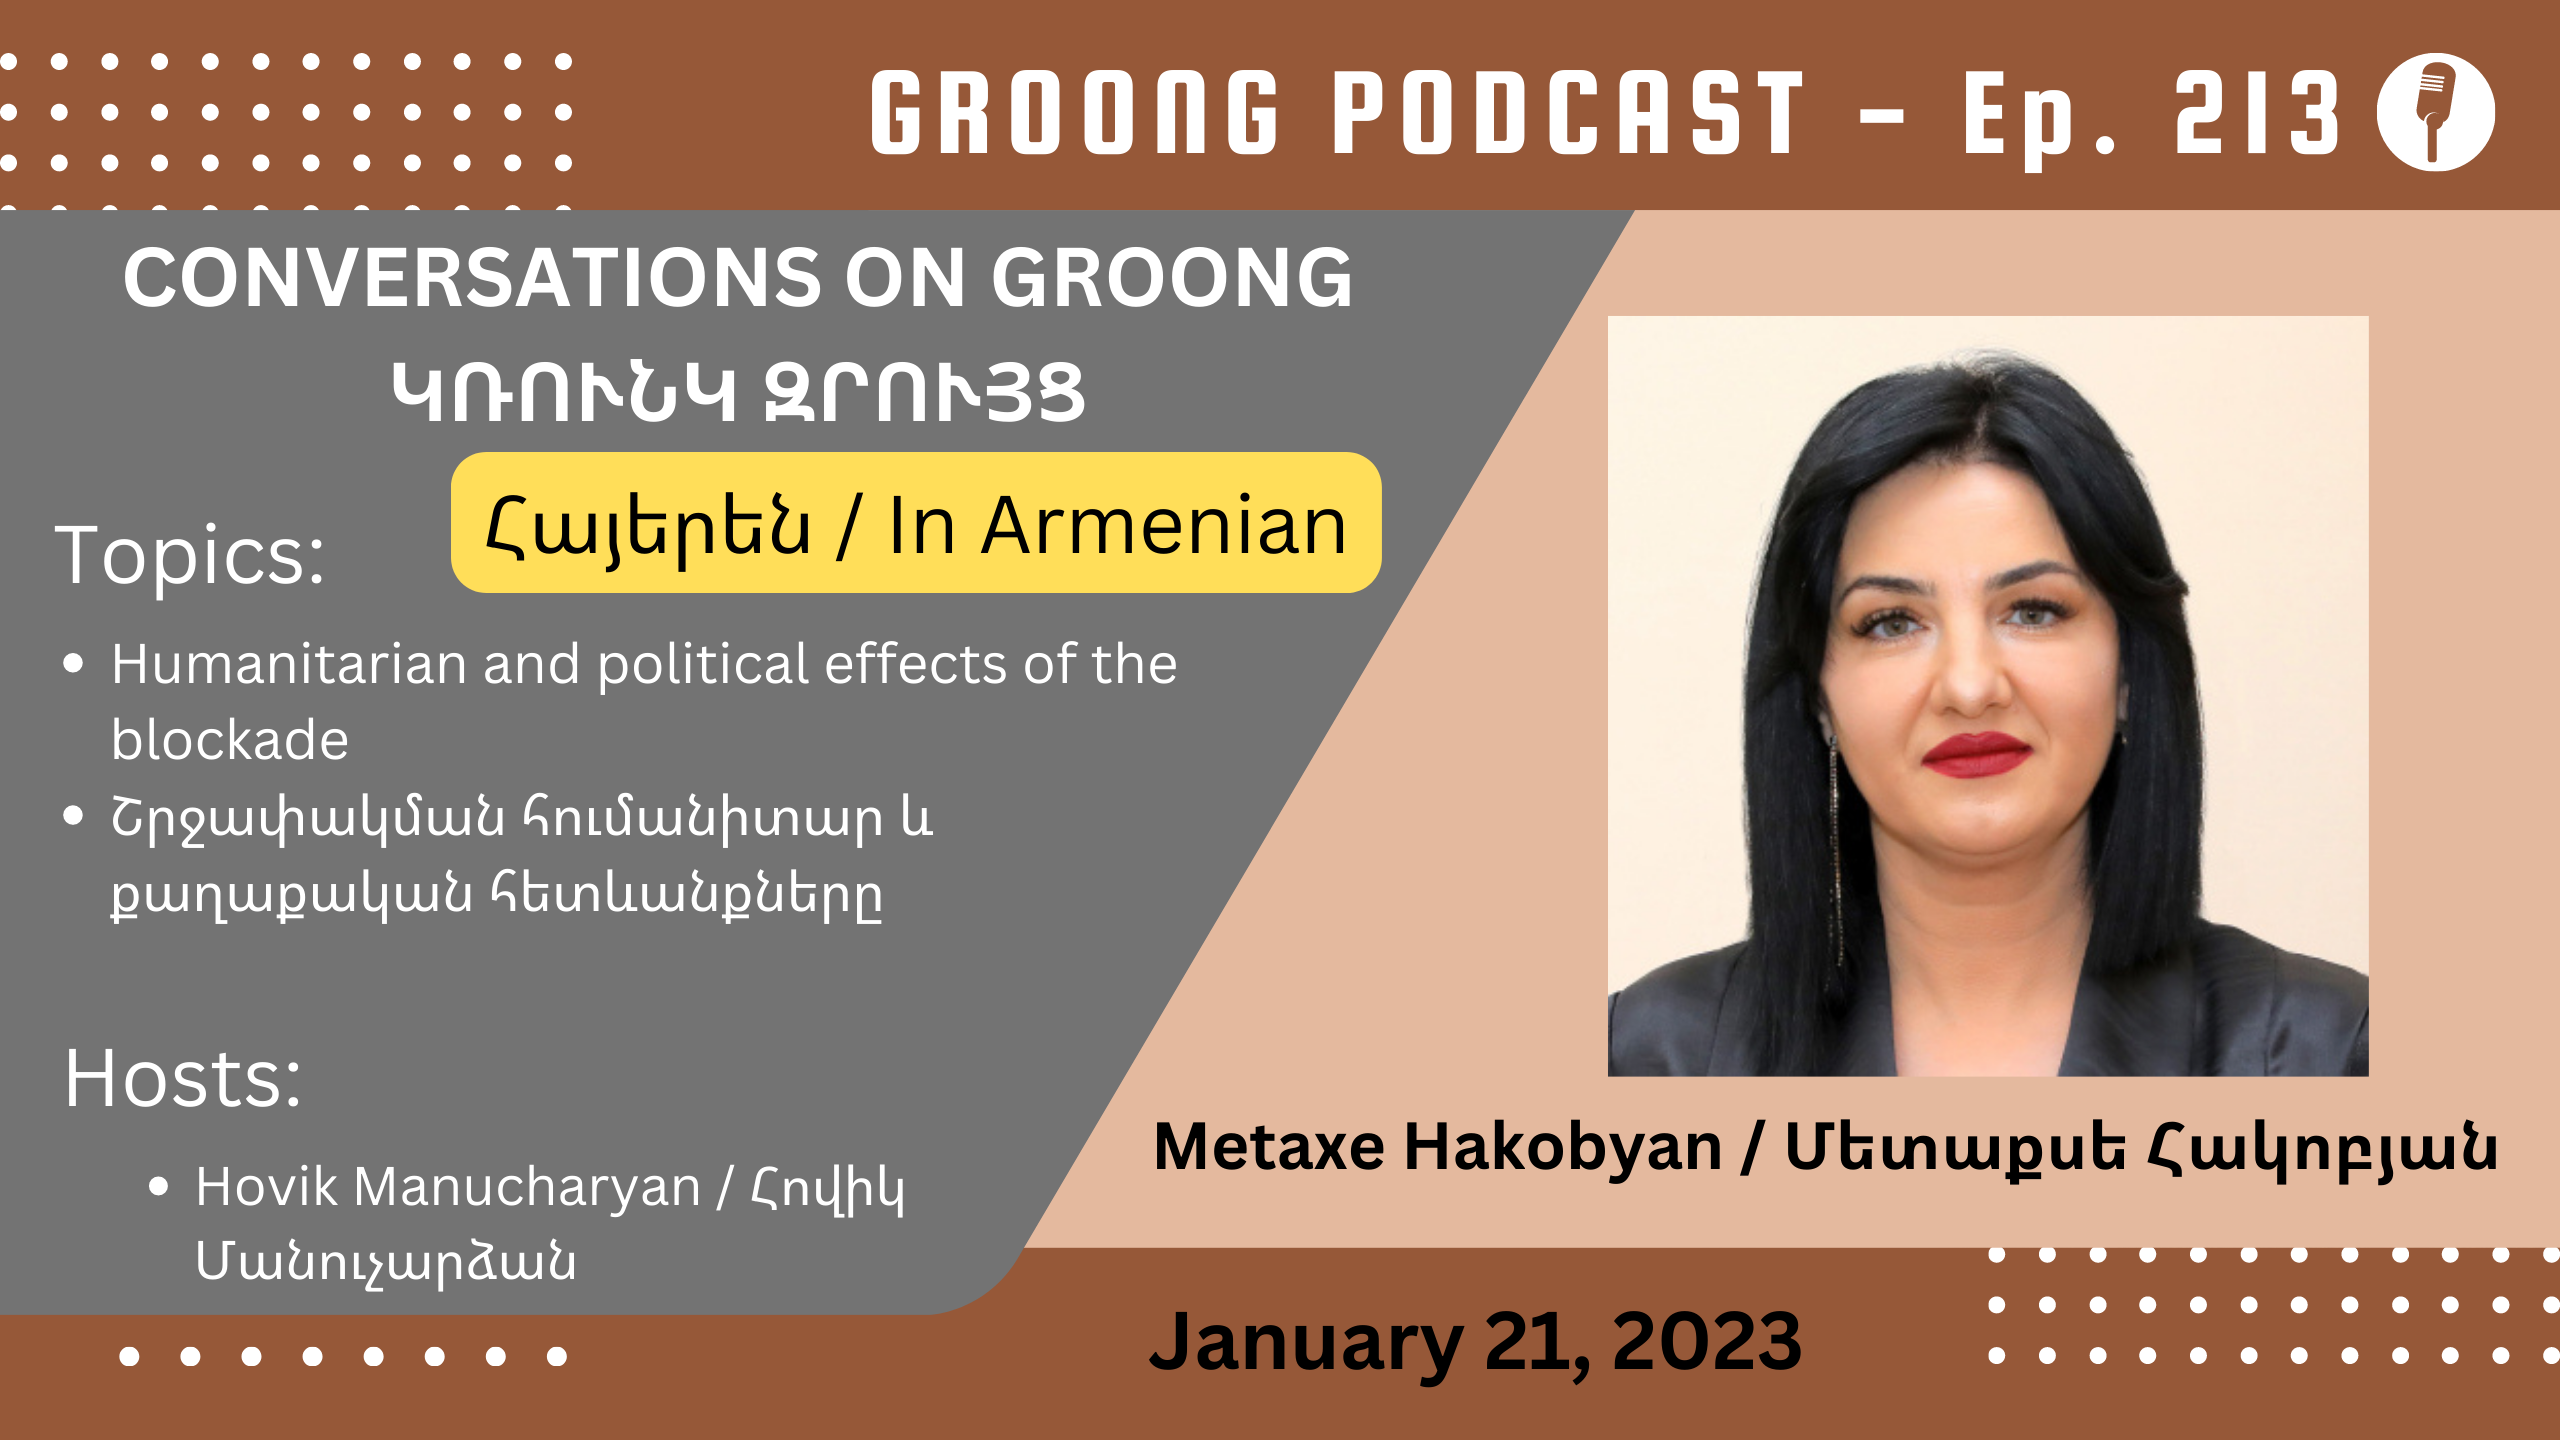 GROONG PODCAST – Ep. 213
CONVERSATIONS ON GROONG
ԿՌՈՒՆԿ ԶՐՈՒՅՑ
Հայերեն / In Armenian
Topics:
• Humanitarian and political effects of the
blockade
• Շրջափակման հումանիտար և
քաղաքական հետևանքները
Hosts:
• Hovik Manucharyan / Հովիկ
Մանուչարձան
Metaxe Hakobyan / Մետաքսե Հակոբյան
January 21, 2023